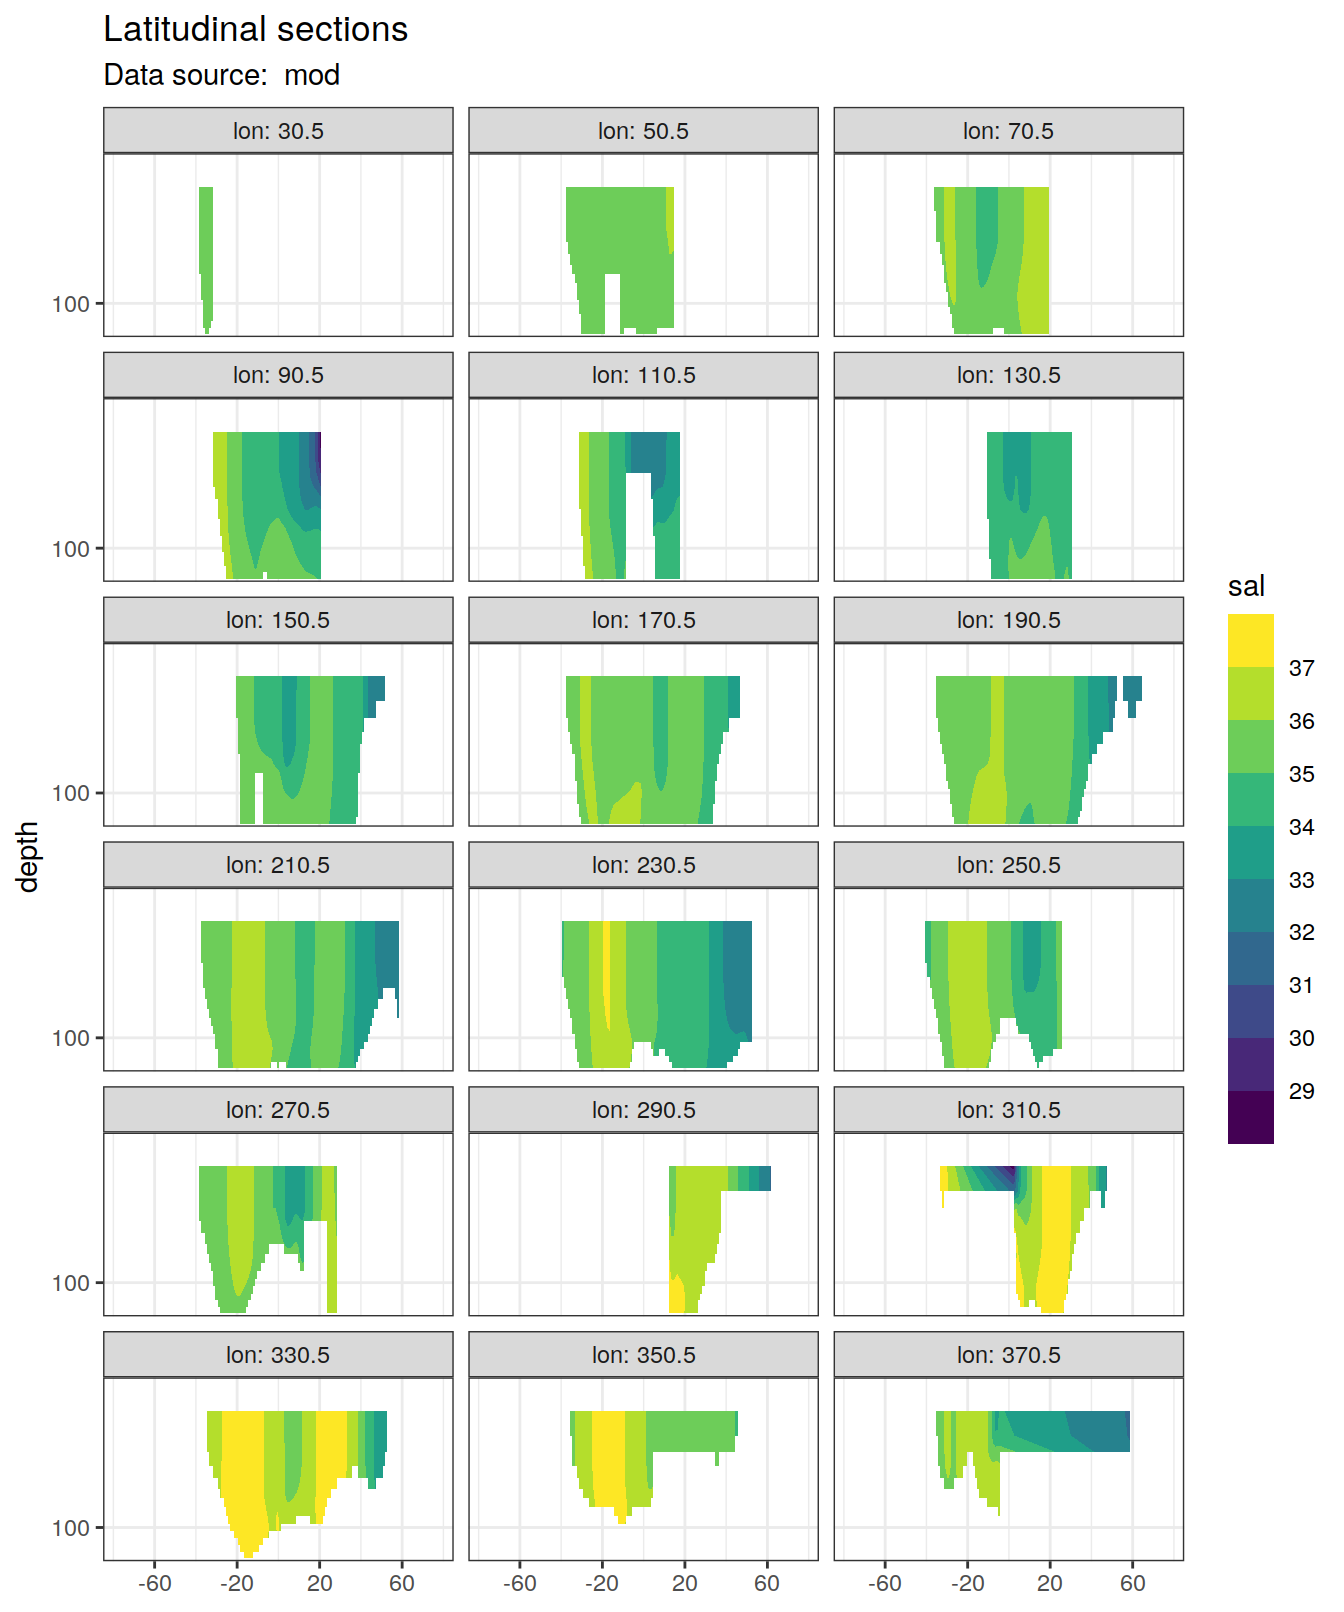 Latitudinal sections
Data source:  mod
lon: 30.5
lon: 50.5
lon: 70.5
100
lon: 90.5
lon: 110.5
lon: 130.5
100
lon: 150.5
lon: 170.5
lon: 190.5
100
lon: 210.5
lon: 230.5
lon: 250.5
100
lon: 270.5
lon: 290.5
lon: 310.5
100
lon: 330.5
lon: 350.5
lon: 370.5
100
-60 -20 20 60
-60 -20 20 60
-60 -20 20 60
depth
sal
37
36
35
34
33
32
31
30
29